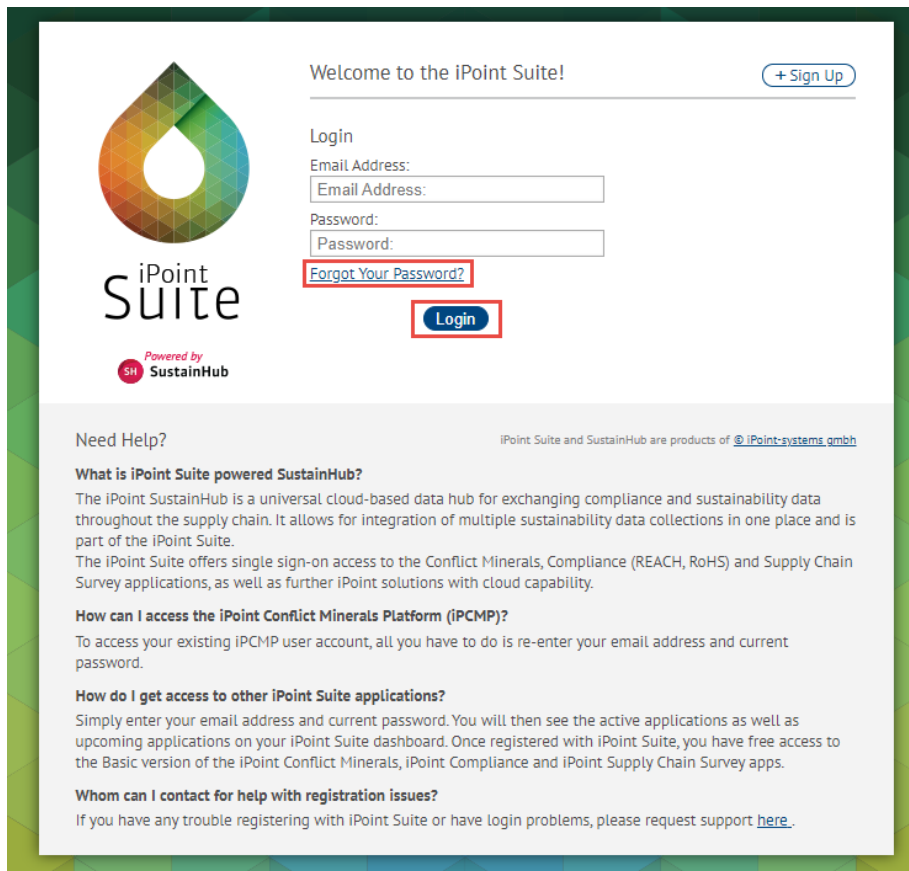 Welcome to the iPoint Suite!
+ Sign Up
Login
Email Address:
Email Address:
Password:
Password:
Forgot Your Password?
Login
iPoint
Suite
Powered by
SH SustainHub
Need Help?
iPoint Suite and SustainHub are products of © iPoint-systems gmbh
What is iPoint Suite powered SustainHub?
The iPoint SustainHub is a universal cloud-based data hub for exchanging compliance and sustainability data
throughout the supply chain. It allows for integration of multiple sustainability data collections in one place and is
part of the iPoint Suite.
The iPoint Suite offers single sign-on access to the Conflict Minerals, Compliance (REACH, RoHS) and Supply Chain
Survey applications, as well as further iPoint solutions with cloud capability.
How can I access the iPoint Conflict Minerals Platform (iPCMP)?
To access your existing iPCMP user account, all you have to do is re-enter your email address and current
password.
How do I get access to other iPoint Suite applications?
Simply enter your email address and current password. You will then see the active applications as well as
upcoming applications on your iPoint Suite dashboard. Once registered with iPoint Suite, you have free access to
the Basic version of the iPoint Conflict Minerals, iPoint Compliance and iPoint Supply Chain Survey apps.
Whom can I contact for help with registration issues?
If you have any trouble registering with iPoint Suite or have login problems, please request support here .